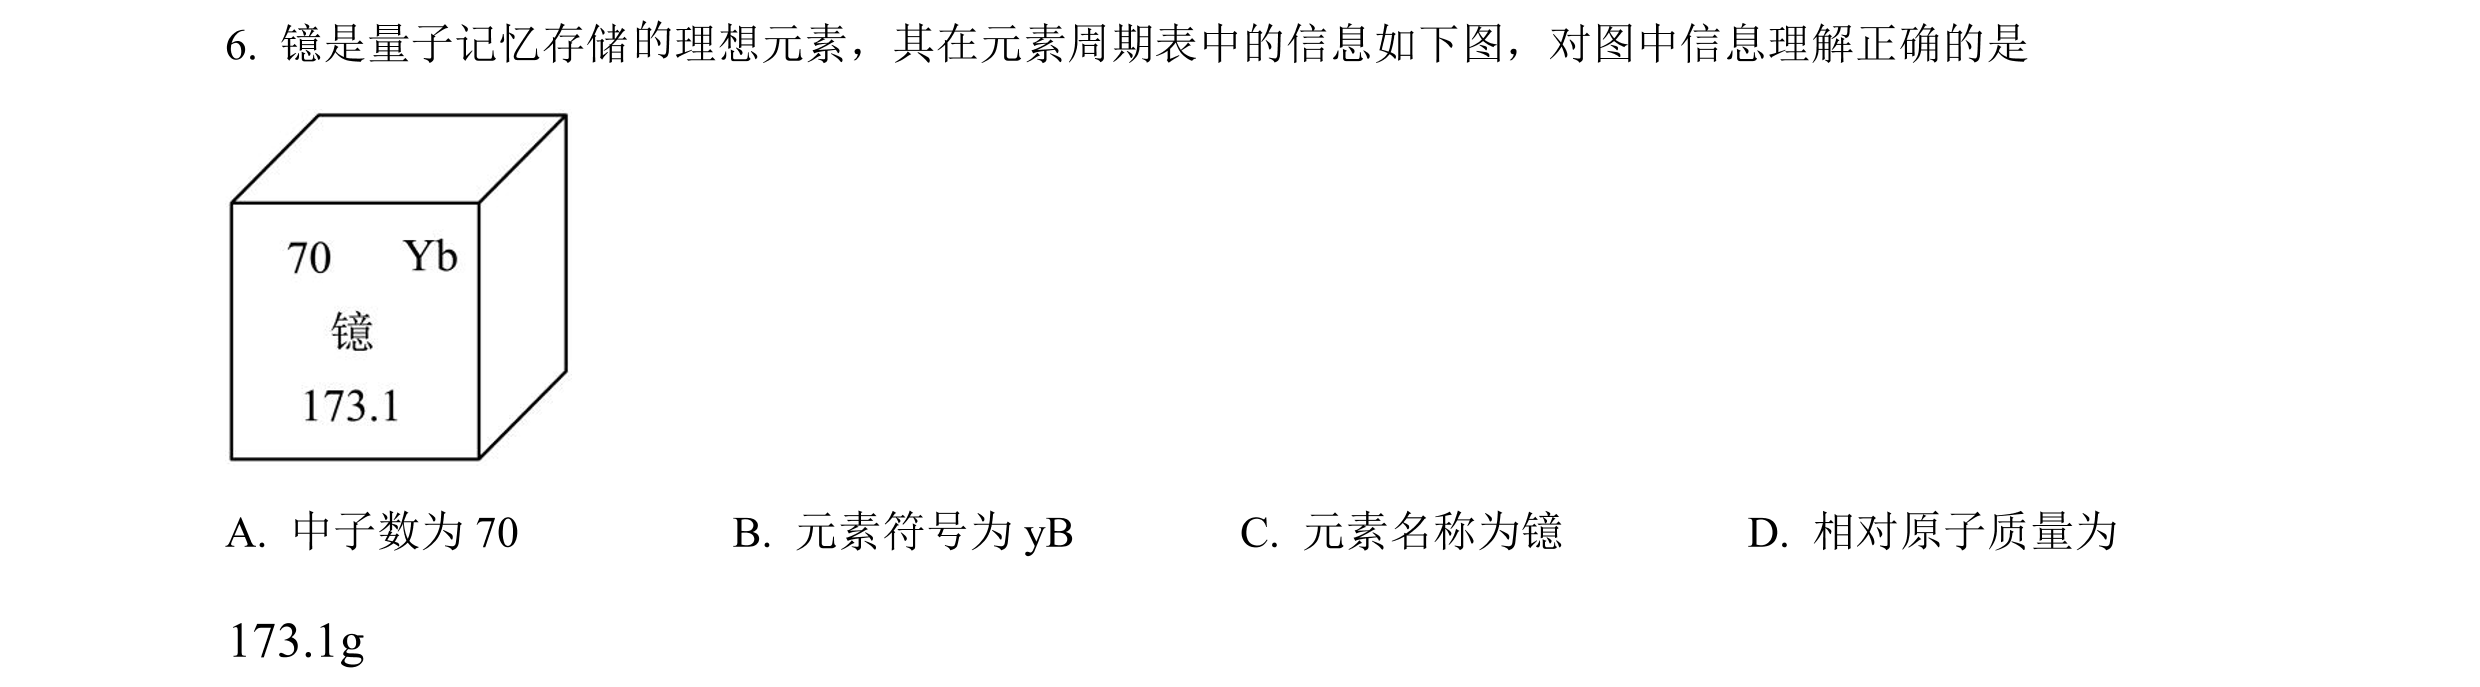 6. 镱是量子记忆存储的理想元素，其在元素周期表中的信息如下图，对图中信息理解正确的是
70 Yb
镱
173.1
A. 中子数为 70 B. 元素符号为 yB C. 元素名称为镱 D. 相对原子质量为
173.1g